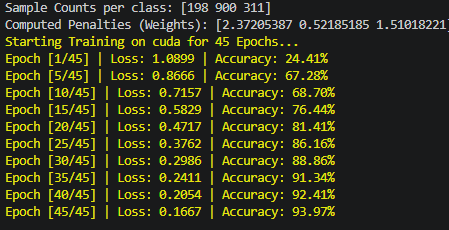 Sample Counts per class: [198 900 311]
Computed Penalties (Weights): [2.37205387 0.52185185 1.51018221]
Starting Training on cuda for 45 Epochs...
Epoch [1/45] | Loss: 1.0899 | Accuracy: 24.41%
Epoch [5/45] | Loss: 0.8666 | Accuracy: 67.28%
Epoch [10/45] | Loss: 0.7157 | Accuracy: 68.70%
Epoch [15/45] | Loss: 0.5829 | Accuracy: 76.44%
Epoch [20/45] | Loss: 0.4717 | Accuracy: 81.41%
Epoch [25/45] | Loss: 0.3762 | Accuracy: 86.16%
Epoch [30/45] | Loss: 0.2986 | Accuracy: 88.86%
Epoch [35/45] | Loss: 0.2411 | Accuracy: 91.34%
Epoch [40/45] | Loss: 0.2054 | Accuracy: 92.41%
Epoch [45/45] | Loss: 0.1667 | Accuracy: 93.97%